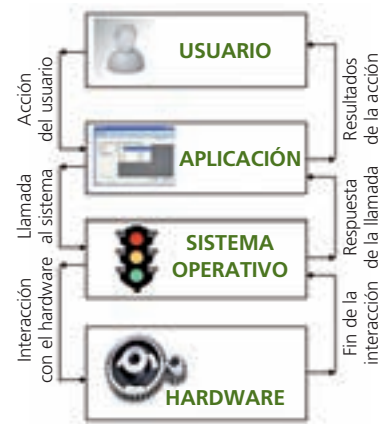 USUARIO
Acción
del usuario
Resultados
de la acción
APLICACIÓN
Llamada
al sistema
Respuesta
de la llamada
SISTEMA
OPERATIVO
Interacción
con el hardware
Fin de la
interacción
HARDWARE